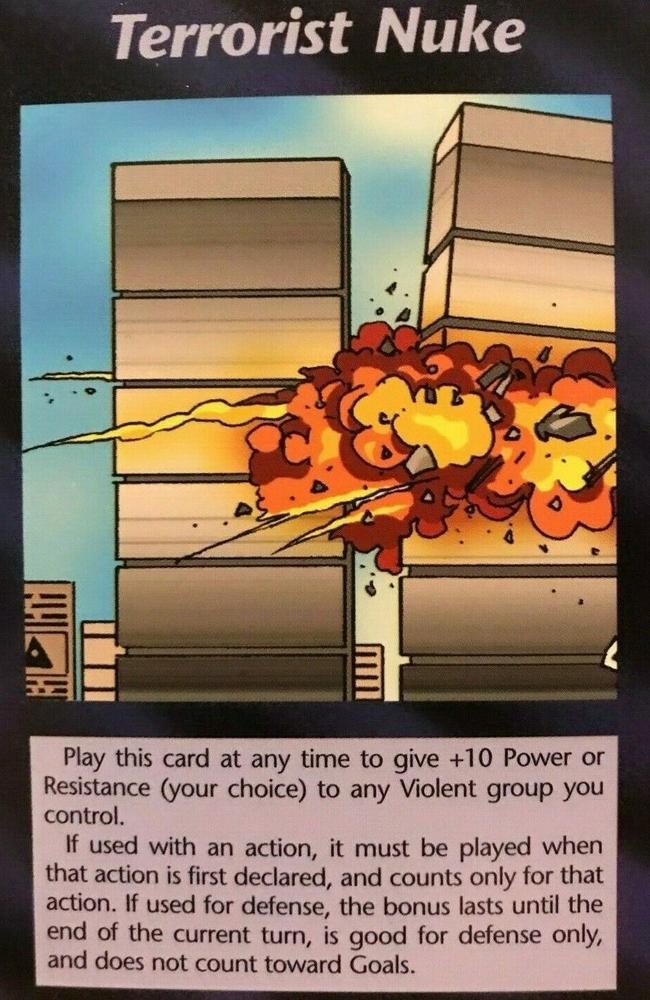 Terrorist Nuke
Play this card at any time to give +10 Power or
Resistance (your choice) to any Violent group you
control.
If used with an action, it must be played when
that action is first declared, and counts only for that
action. If used for defense, the bonus lasts until the
end of the current turn, is good for defense only,
and does not count toward Goals.